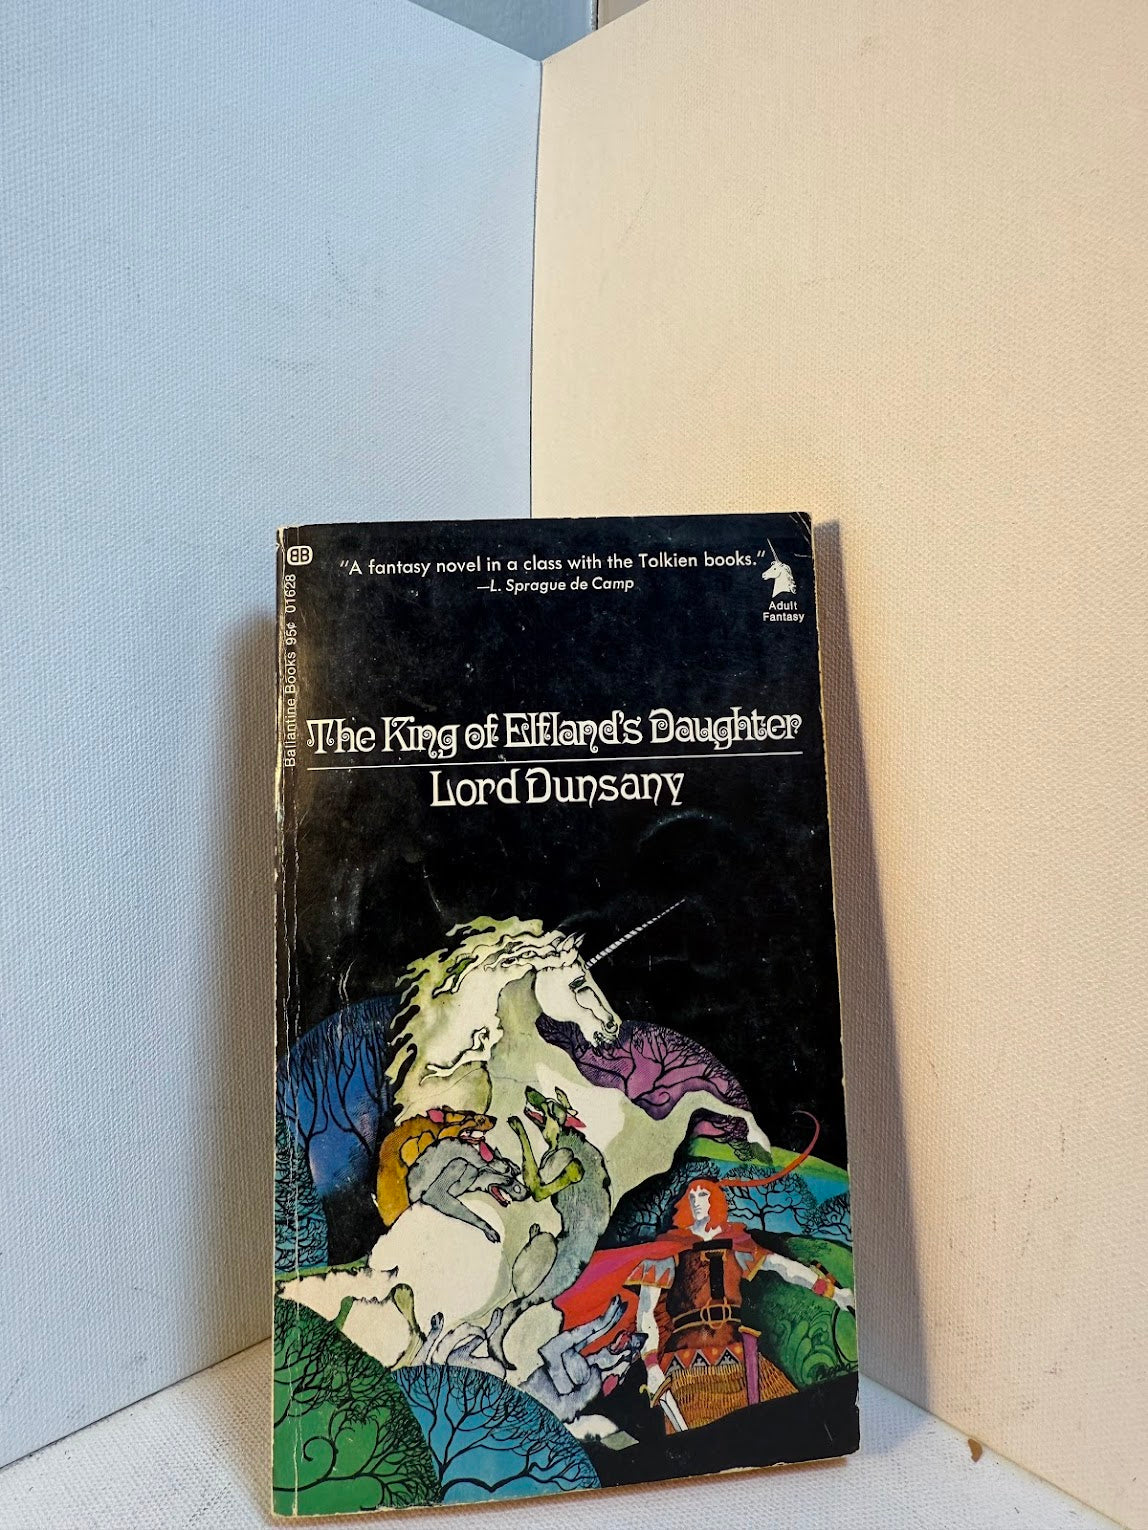 BB
Ballantine Books 95¢ 01628
"A fantasy novel in a class with the Tolkien books."
—L. Sprague de Camp
Adult
Fantasy
The King of Elfland's Daughter
Lord Dunsany